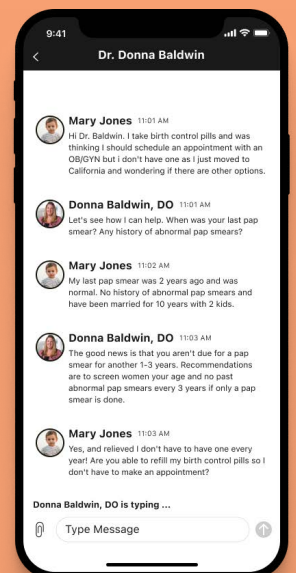 9:41
Dr. Donna Baldwin
Mary Jones 11:01 AM
Hi Dr. Baldwin. I take birth control pills and was
thinking I should schedule an appointment with an
OB/GYN but i don't have one as I just moved to
California and wondering if there are other options.
Donna Baldwin, DO 11:01 AM
Let's see how I can help. When was your last pap
smear? Any history of abnormal pap smears?
Mary Jones 11:02 AM
My last pap smear was 2 years ago and was
normal. No history of abnormal pap smears and
have been married for 10 years with 2 kids.
Donna Baldwin, DO 11:03 AM
The good news is that you aren't due for a pap
smear for another 1-3 years. Recommendations
are to screen women your age and no past
abnormal pap smears every 3 years if only a pap
smear is done.
Mary Jones 11:03 AM
Yes, and relieved I don't have to have one every
year! Are you able to refill my birth control pills so I
don't have to make an appointment?
Donna Baldwin, DO is typing ...
Type Message